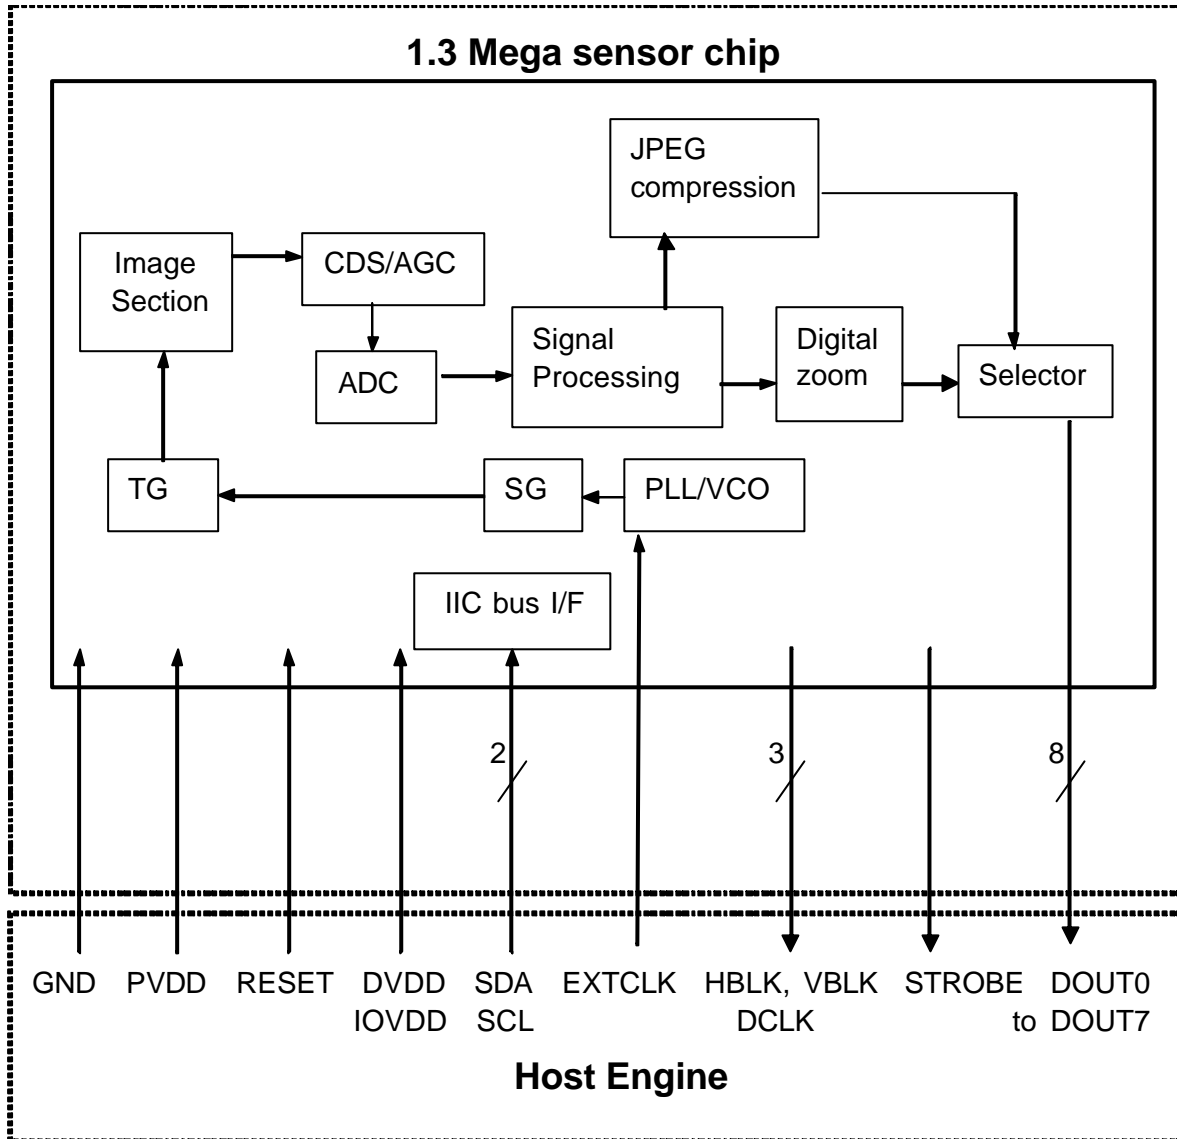 1.3 Mega sensor chip
JPEG
compression
Image
Section
CDS/AGC
ADC
Signal
Processing
Digital
zoom
Selector
TG
SG
PLL/VCO
IIC bus I/F
2
3
8
GND PVDD RESET DVDD SDA EXTCLK HBLK, VBLK STROBE DOUT0
IOVDD SCL DCLK to DOUT7
Host Engine